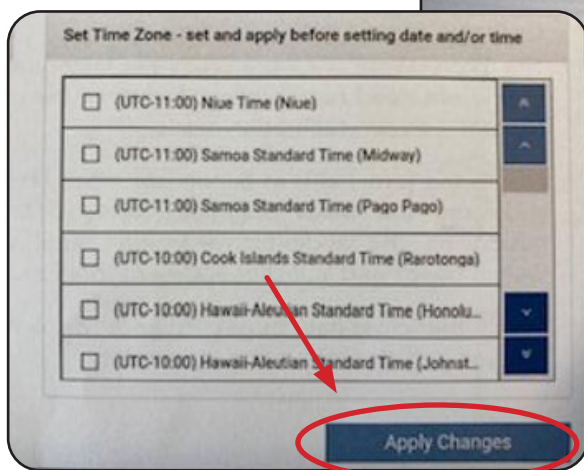 Set Time Zone - set and apply before setting date and/or time
(UTC-11:00) Niue Time (Niue)
(UTC-11:00) Samoa Standard Time (Midway)
(UTC-11:00) Samoa Standard Time (Pago Pago)
(UTC-10:00) Cook Islands Standard Time (Rarotonga)
(UTC-10:00) Hawaii-Aleutian Standard Time (Honolu...
(UTC-10:00) Hawaii-Aleutian Standard Time (Johnst...
Apply Changes